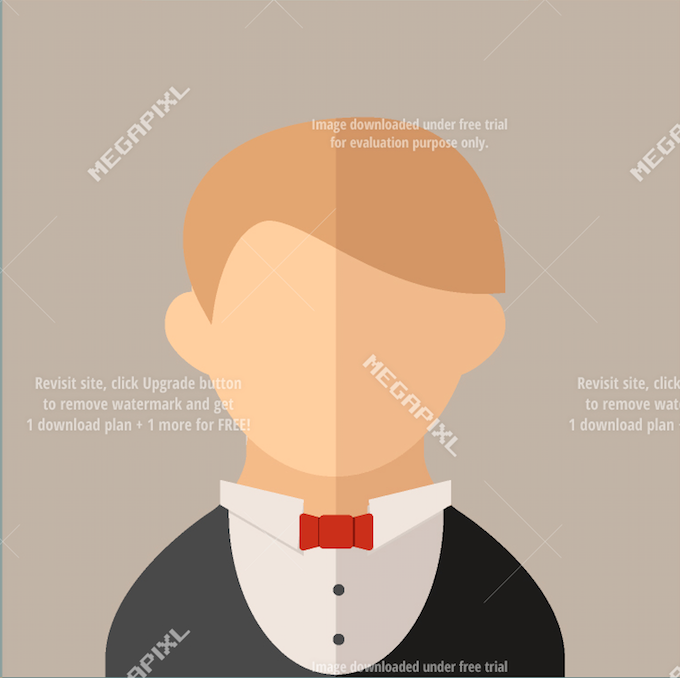 MEGAPIXL
Image downloaded under free trial
for evaluation purpose only.
MEGAPIXL
MEGAPIXL
Revisit site, click Upgrade button
to remove watermark and get
1 download plan + 1 more for FREE!
Revisit site, click
to remove wat
1 download plan
MEGAPIXL
Image downloaded under free trial